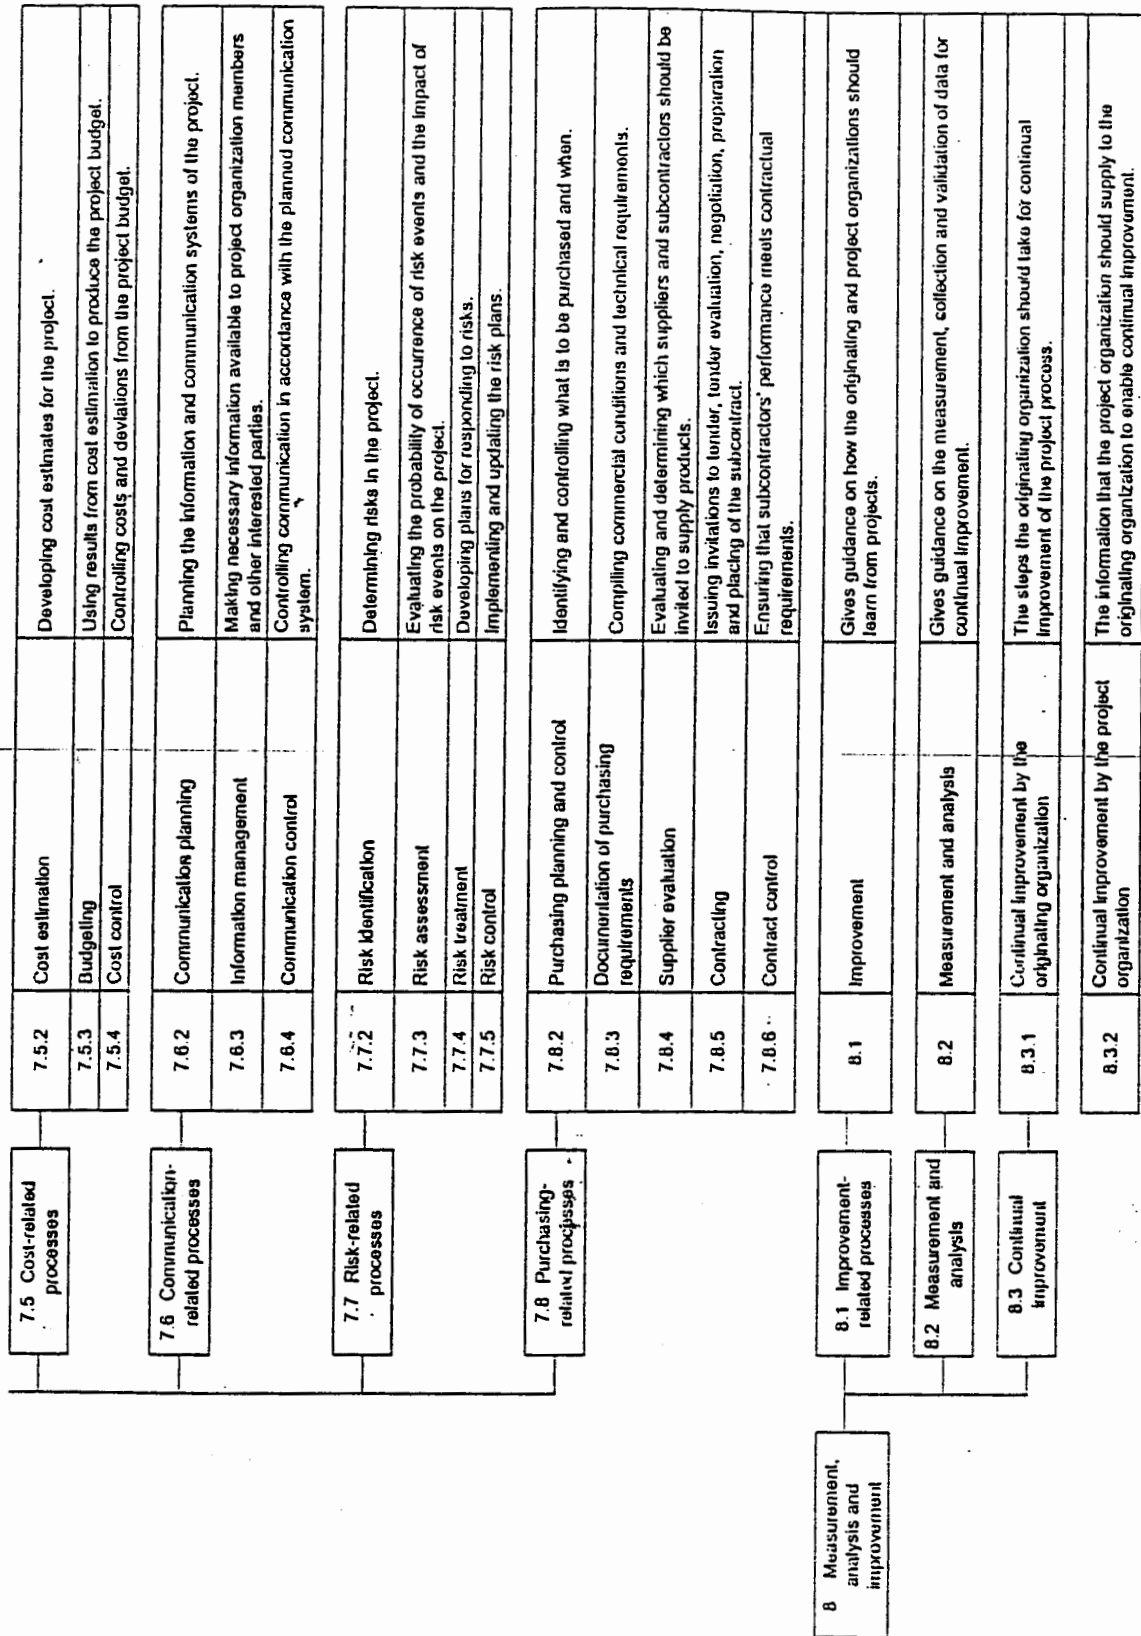 7.5 Cost-related
processes
7.5.2
Cost estimation
Developing cost estimates for the project.
7.5.3
Budgeting
Using results from cost estimation to produce the project budget.
7.5.4
Cost control
Controlling costs and deviations from the project budget.
7.6 Communication-
related processes
7.6.2
Communication planning
Planning the information and communication systems of the project.
7.6.3
Information management
Making necessary information available to project organization members
and other interested parties.
7.6.4
Communication control
Controlling communication in accordance with the planned communication
system.
7.7 Risk-related
processes
7.7.2
Risk identification
Determining risks in the project.
7.7.3
Risk assessment
Evaluating the probability of occurrence of risk events and the impact of
risk events on the project.
7.7.4
Risk treatment
Developing plans for responding to risks.
7.7.5
Risk control
Implementing and updating the risk plans.
7.8 Purchasing-
related processes
7.8.2
Purchasing planning and control
Identifying and controlling what is to be purchased and when.
7.8.3
Documentation of purchasing
requirements
Compiling commercial conditions and technical requirements.
7.8.4
Supplier evaluation
Evaluating and determining which suppliers and subcontractors should be
invited to supply products.
7.8.5
Contracting
Issuing invitations to tender, tender evaluation, negotiation, preparation
and placing of the subcontract.
7.8.6
Contract control
Ensuring that subcontractors' performance meets contractual
requirements.
8 Measurement,
analysis and
improvement
8.1 Improvement-
related processes
8.1
Improvement
Gives guidance on how the originating and project organizations should
learn from projects.
8.2 Measurement and
analysis
8.2
Measurement and analysis
Gives guidance on the measurement, collection and validation of data for
continual improvement.
8.3 Continual
improvement
8.3.1
Continual improvement by the
originating organization
The steps the originating organization should take for continual
improvement of the project process.
8.3.2
Continual improvement by the project
organization
The information that the project organization should supply to the
originating organization to enable continual improvement.